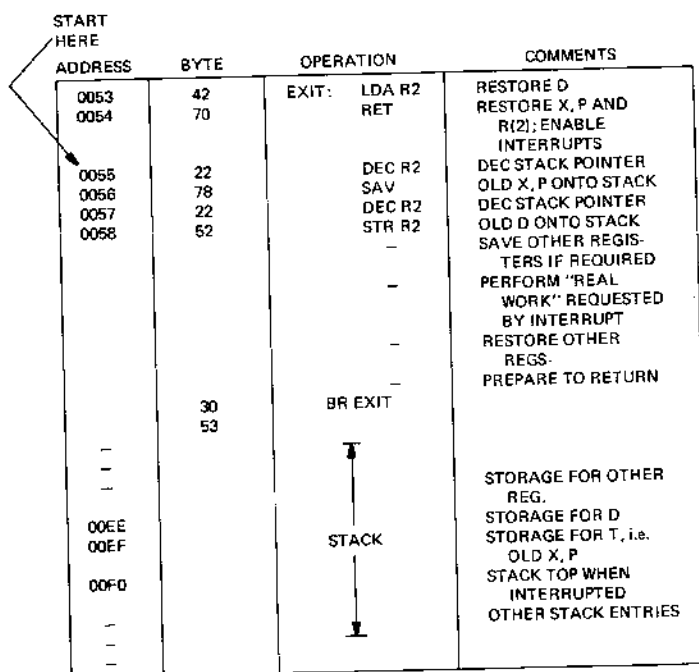 START
HERE
ADDRESS BYTE OPERATION COMMENTS
0053 42 EXIT: LDA R2 RESTORE D
0054 70 RET RESTORE X, P AND
R(2); ENABLE
INTERRUPTS
0055 22 DEC R2 DEC STACK POINTER
0056 78 SAV OLD X, P ONTO STACK
0057 22 DEC R2 DEC STACK POINTER
0058 52 STR R2 OLD D ONTO STACK
– SAVE OTHER REGIS-
TERS IF REQUIRED
– PERFORM "REAL
WORK" REQUESTED
BY INTERRUPT
– RESTORE OTHER
REGS-
– PREPARE TO RETURN
30 BR EXIT
53
–
– STORAGE FOR OTHER
– REG.
00EE STORAGE FOR D
00EF STACK STORAGE FOR T, i.e.
OLD X, P
00F0 STACK TOP WHEN
INTERRUPTED
OTHER STACK ENTRIES
–
–
–